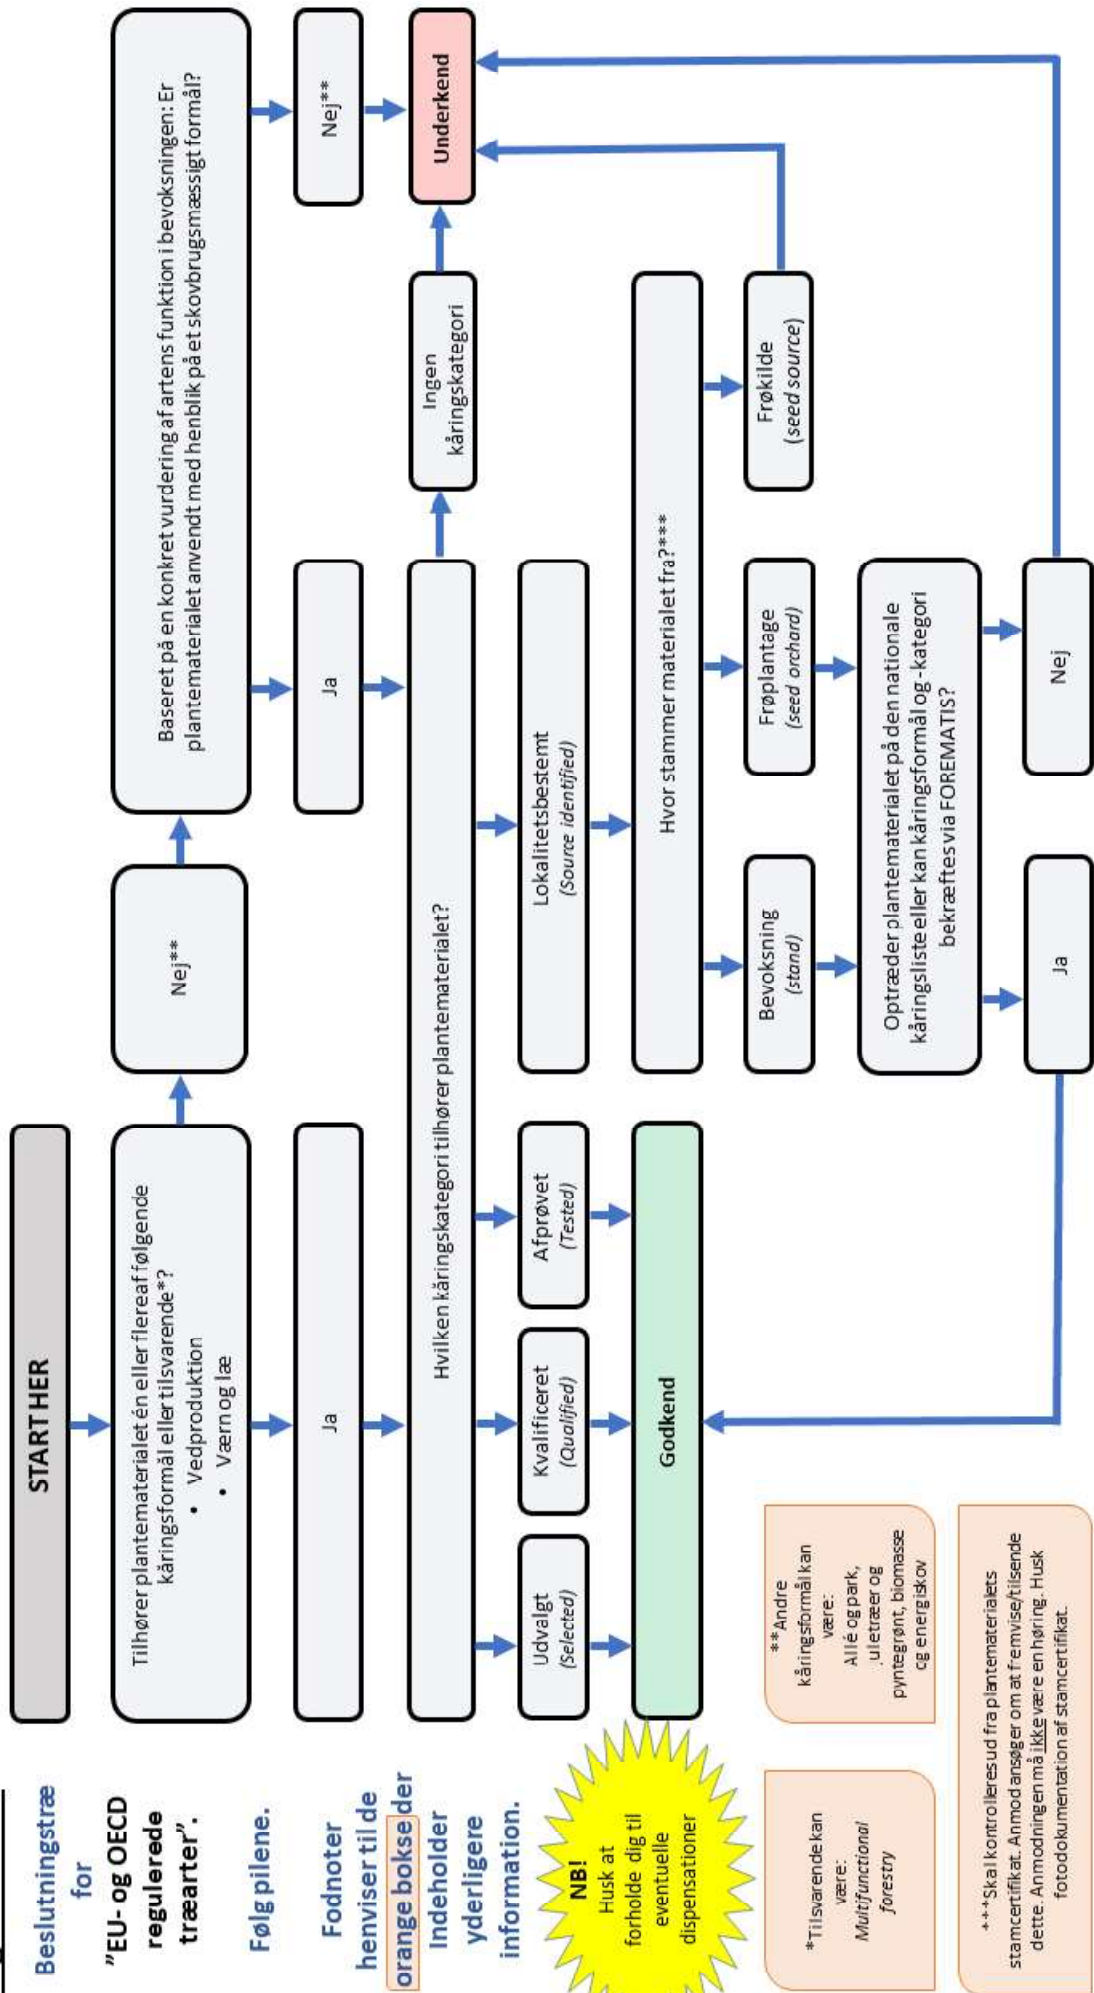 Beslutningstræ
for
"EU- og OECD
regulerede
træarter".
Følg pilene.
Fodnoter
henviser til de
orange bokse der
Indeholder
yderligere
information.
NB!
Husk at
forholde dig til
eventuelle
dispensationer
START HER
Tilhører plantematerialet én eller flere af følgende
kåringsformål eller tilsvarende*?
• Vedproduktion
• Værn og læ
Nej**
Baseret på en konkret vurdering af artens funktion i bevoksningen: Er
plantematerialet anvendt med henblik på et skovbrugsmæssigt formål?
Ja
Ja
Nej**
Hvilken kåringskategori tilhører plantematerialet?
Ingen
kåringskategori
Underkend
Udvalgt
(Selected)
Kvalificeret
(Qualified)
Afprøvet
(Tested)
Lokalitetsbestemt
(Source identified)
Godkend
Hvor stammer materialet fra?***
Bevoksning
(stand)
Frøplantage
(seed orchard)
Frøkilde
(seed source)
Optræder plantematerialet på den nationale
kåringsliste eller kan kåringsformål og -kategori
bekræftes via FOREMATIS?
Ja
Nej
*Tilsvarende kan
være:
Multifunctional
forestry
**Andre
kåringsformål kan
være:
Allé og park,
uletræer og
pyntegrønt, biomasse
og energiskov
***Skal kontrolleres ud fra plantematerialets
stamcertifikat. Anmod ansøger om at fremvise/tilsende
dette. Anmodningen må ikke være en høring. Husk
fotodokumentation af stamcertifikat.